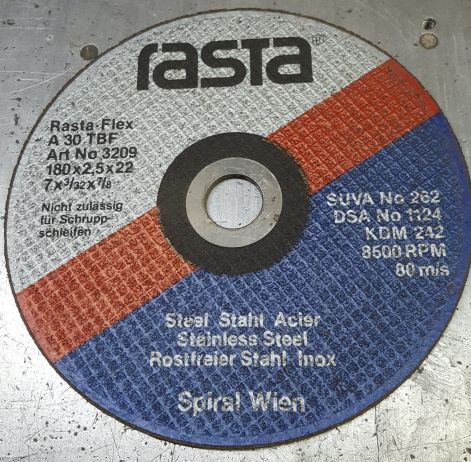 rasta®
Rasta-Flex
A 30 TBF
Art No 3209
180x2,5x22
7x3/32x7/8
Nicht zulässig
für Schrupp-
schleifen
SUVA No 262
DSA No 1124
KDM 242
8500 RPM
80 m/s
Steel Stahl Acier
Stainless Steel
Rostfreier Stahl Inox
Spiral Wien